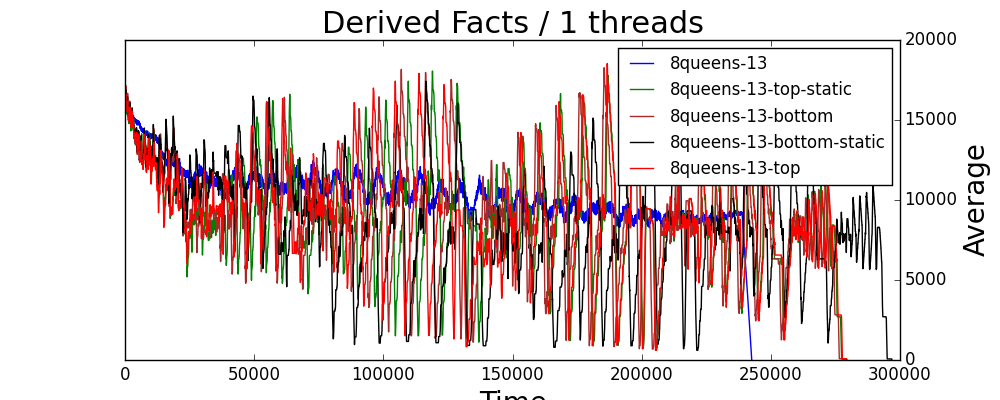 Derived Facts / 1 threads
20000
8queens-13
8queens-13-top-static
8queens-13-bottom
8queens-13-bottom-static
8queens-13-top
15000
10000
5000
0
Average
0 50000 100000 150000 200000 250000 300000
Time